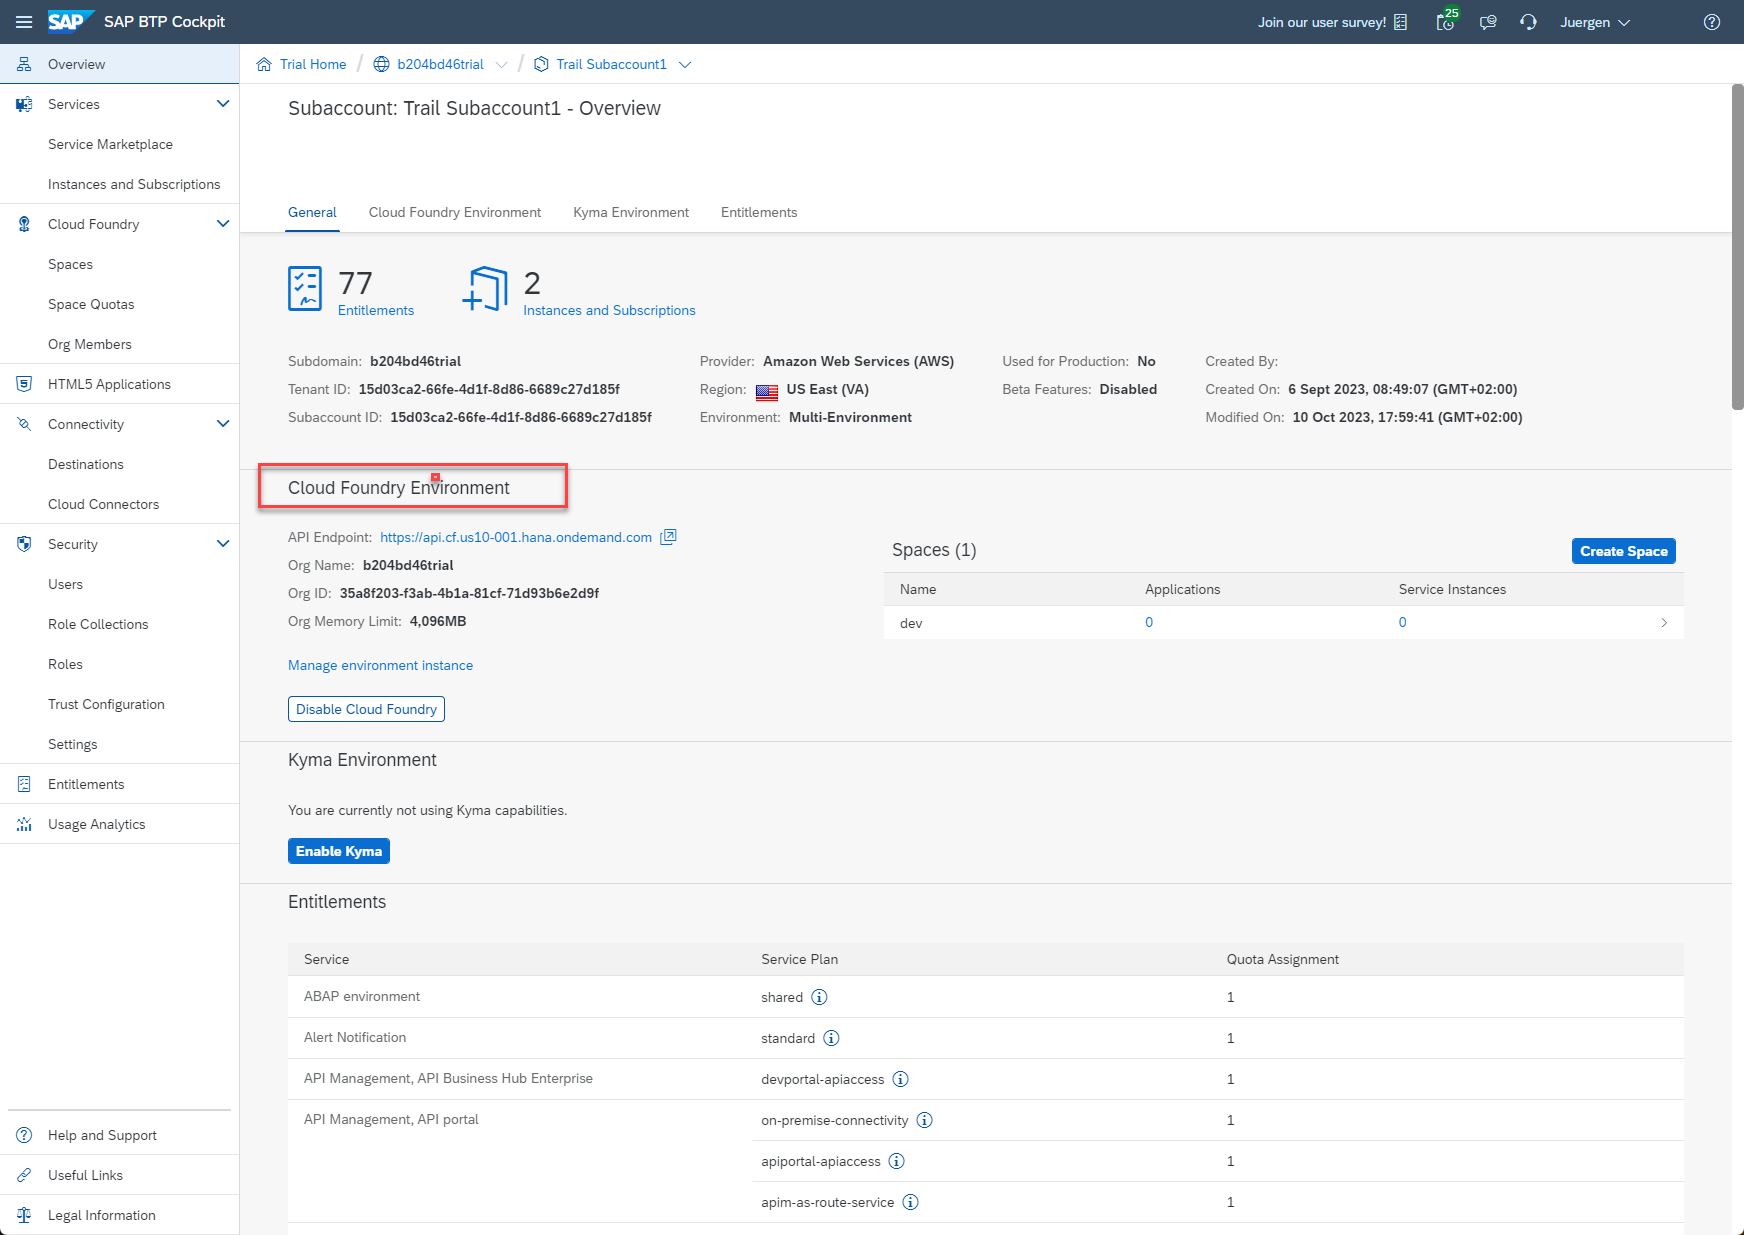 SAP SAP BTP Cockpit
Join our user survey!
25
Juergen
Overview
Services
Service Marketplace
Instances and Subscriptions
Cloud Foundry
Spaces
Space Quotas
Org Members
HTML5 Applications
Connectivity
Destinations
Cloud Connectors
Security
Users
Role Collections
Roles
Trust Configuration
Settings
Entitlements
Usage Analytics
Help and Support
Useful Links
Legal Information
Trial Home / b204bd46trial / Trail Subaccount1
Subaccount: Trail Subaccount1 - Overview
General Cloud Foundry Environment Kyma Environment Entitlements
77
Entitlements
2
Instances and Subscriptions
Subdomain: b204bd46trial
Tenant ID: 15d03ca2-66fe-4d1f-8d86-6689c27d185f
Subaccount ID: 15d03ca2-66fe-4d1f-8d86-6689c27d185f
Provider: Amazon Web Services (AWS)
Region: US East (VA)
Environment: Multi-Environment
Used for Production: No
Beta Features: Disabled
Created By:
Created On: 6 Sept 2023, 08:49:07 (GMT+02:00)
Modified On: 10 Oct 2023, 17:59:41 (GMT+02:00)
Cloud Foundry Environment
API Endpoint: https://api.cf.us10-001.hana.ondemand.com
Org Name: b204bd46trial
Org ID: 35a8f203-f3ab-4b1a-81cf-71d93b6e2d9f
Org Memory Limit: 4,096MB
Manage environment instance
Disable Cloud Foundry
Spaces (1)
Create Space
Name Applications Service Instances
dev 0 0
Kyma Environment
You are currently not using Kyma capabilities.
Enable Kyma
Entitlements
Service Service Plan Quota Assignment
ABAP environment shared 1
Alert Notification standard 1
API Management, API Business Hub Enterprise devportal-apiaccess 1
API Management, API portal on-premise-connectivity 1
apiportal-apiaccess 1
apim-as-route-service 1